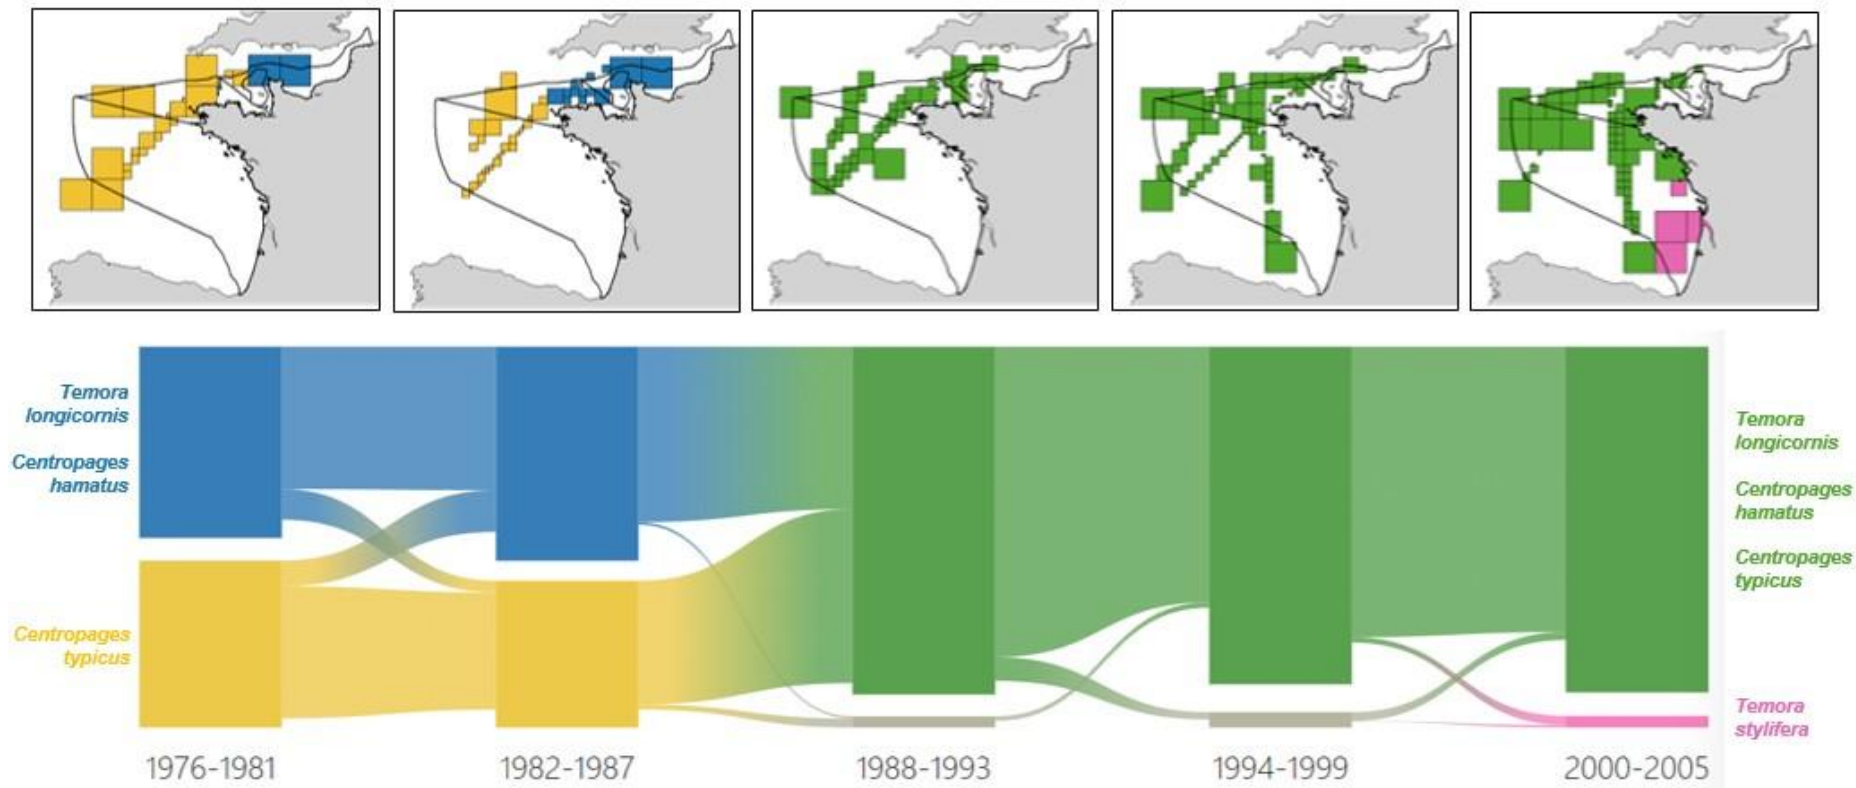 Temora
longicornis
Centropages
hamatus
Centropages
typicus
Temora
longicornis
Centropages
hamatus
Centropages
typicus
Temora
stylifera
1976-1981
1982-1987
1988-1993
1994-1999
2000-2005